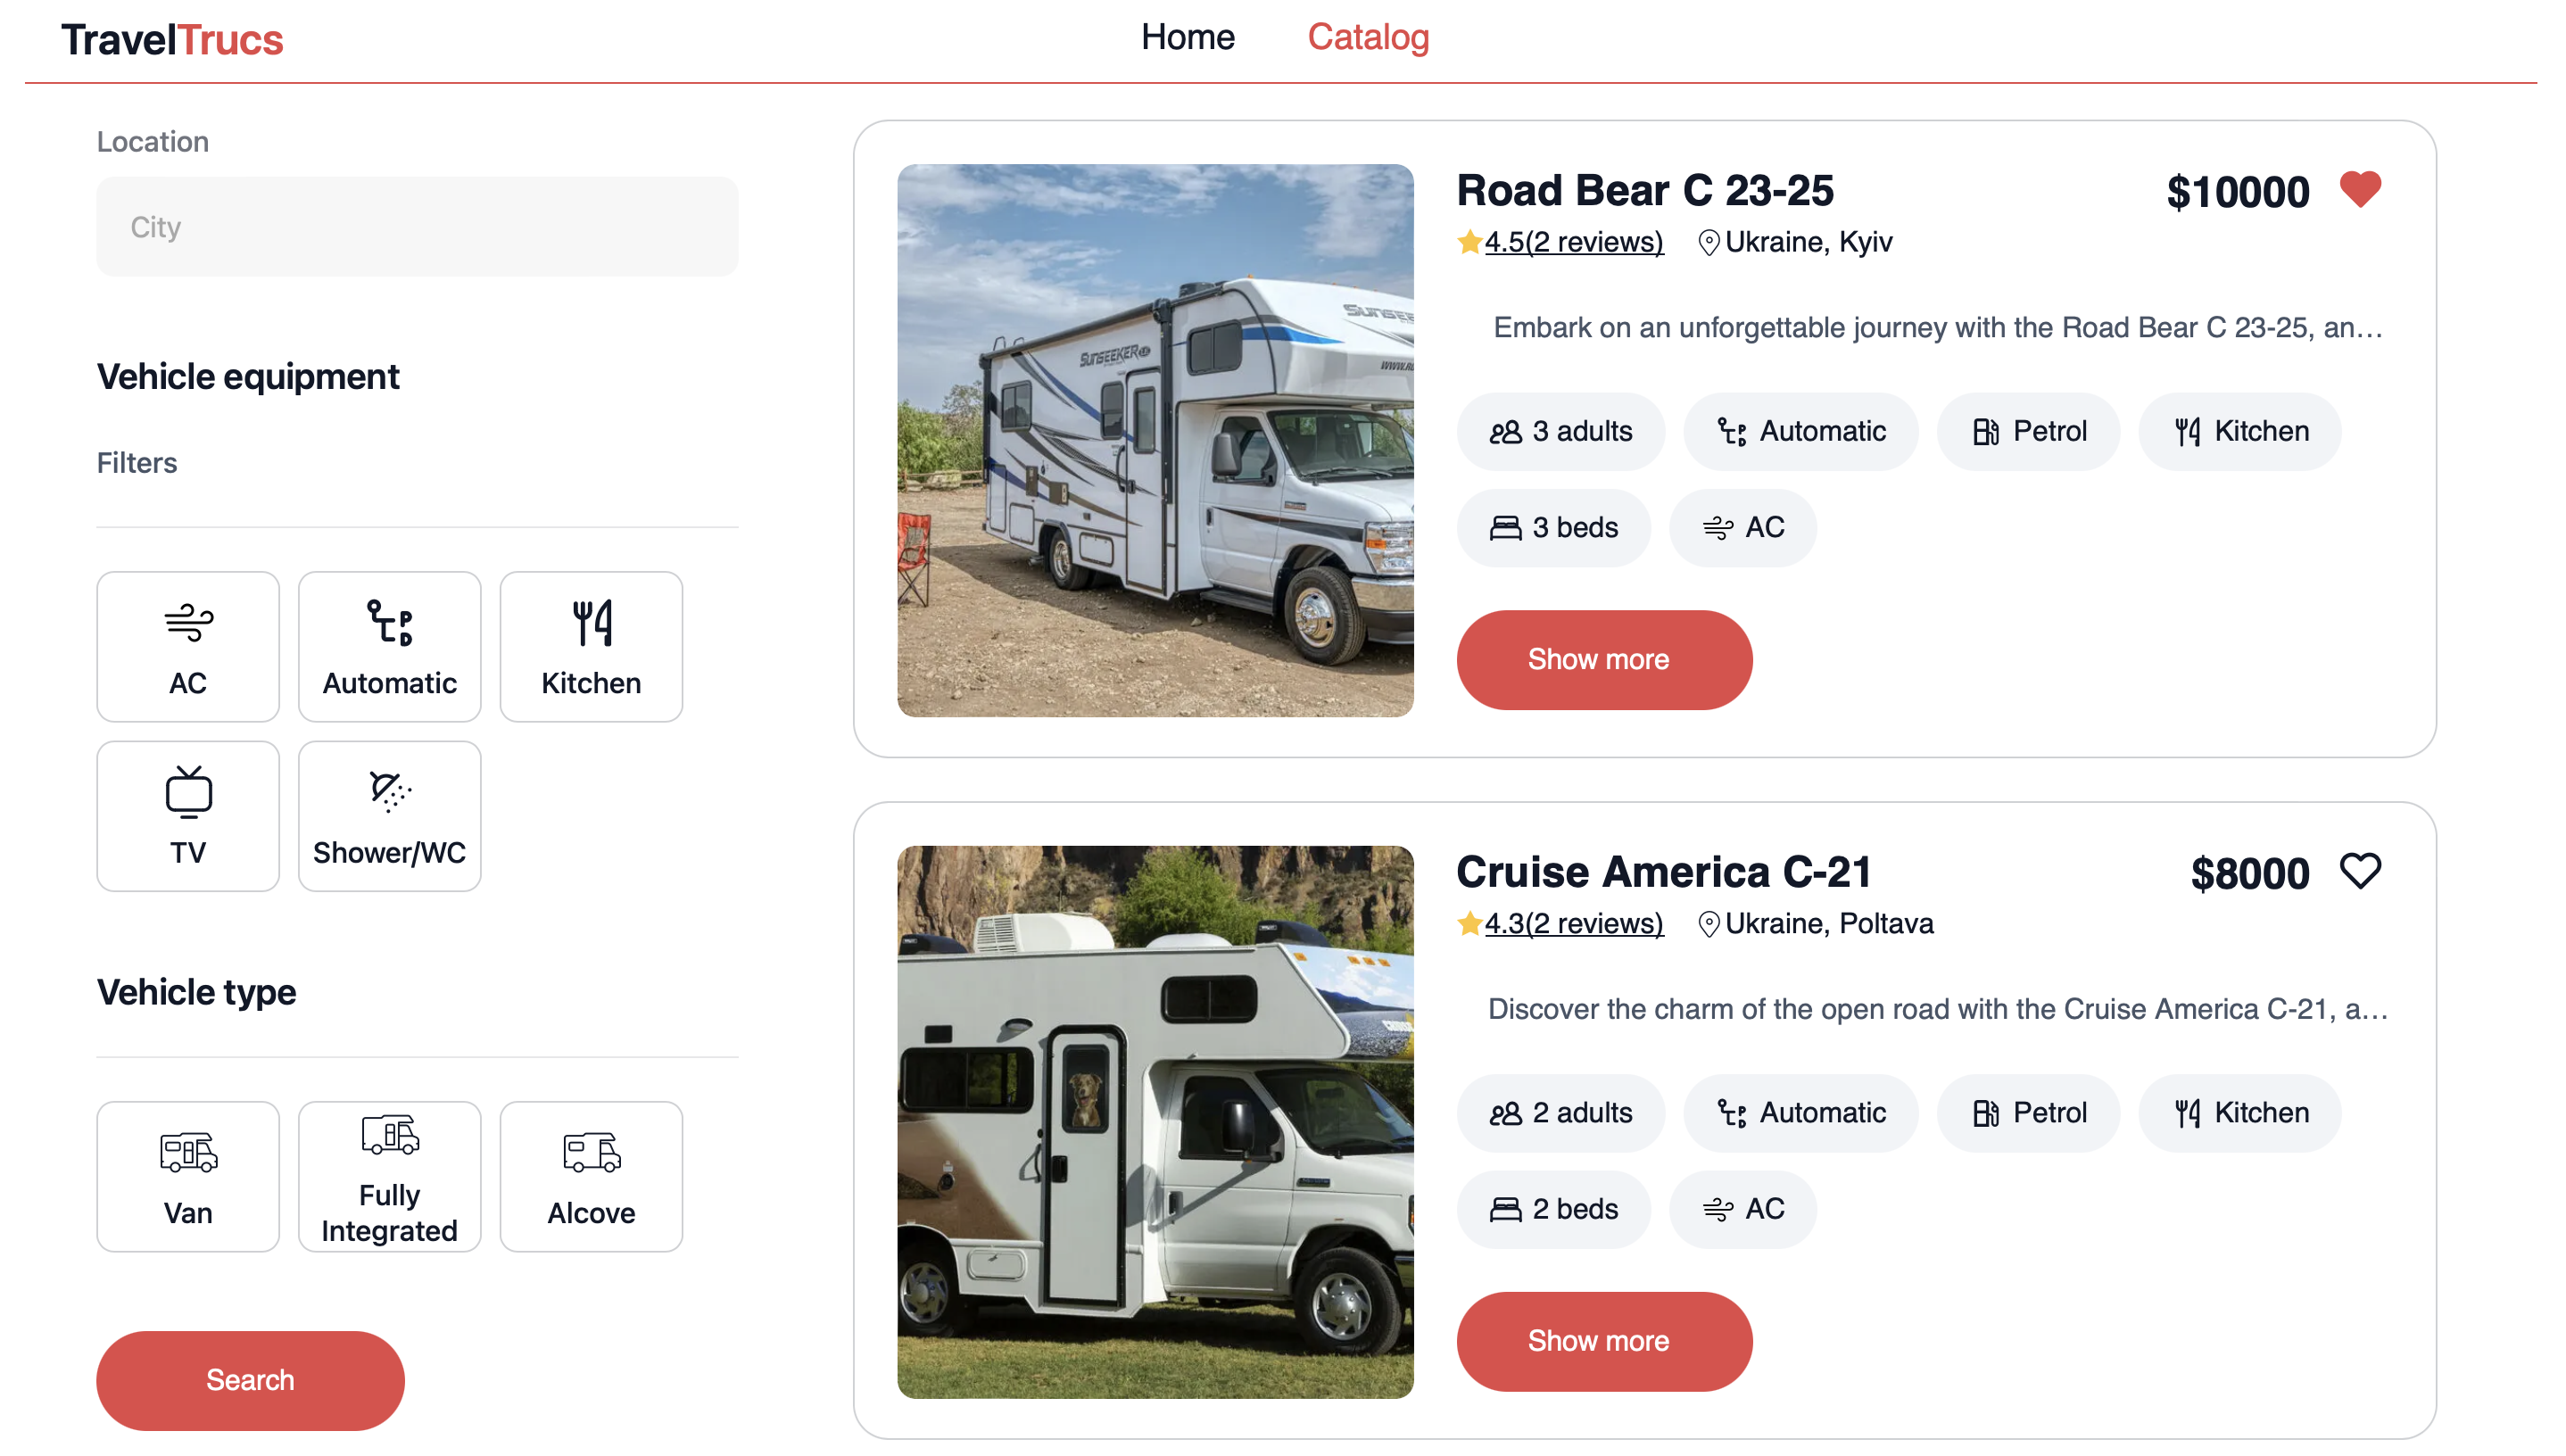 TravelTrucs
Home
Catalog
Location
City
Vehicle equipment
Filters
AC
Automatic
Kitchen
TV
Shower/WC
Vehicle type
Van
Fully
Integrated
Alcove
Search
SUNSEEKER
Road Bear C 23-25
$10000
4.5(2 reviews)
Ukraine, Kyiv
Embark on an unforgettable journey with the Road Bear C 23-25, an…
3 adults
Automatic
Petrol
Kitchen
3 beds
AC
Show more
Cruise America C-21
$8000
4.3(2 reviews)
Ukraine, Poltava
Discover the charm of the open road with the Cruise America C-21, a…
2 adults
Automatic
Petrol
Kitchen
2 beds
AC
Show more